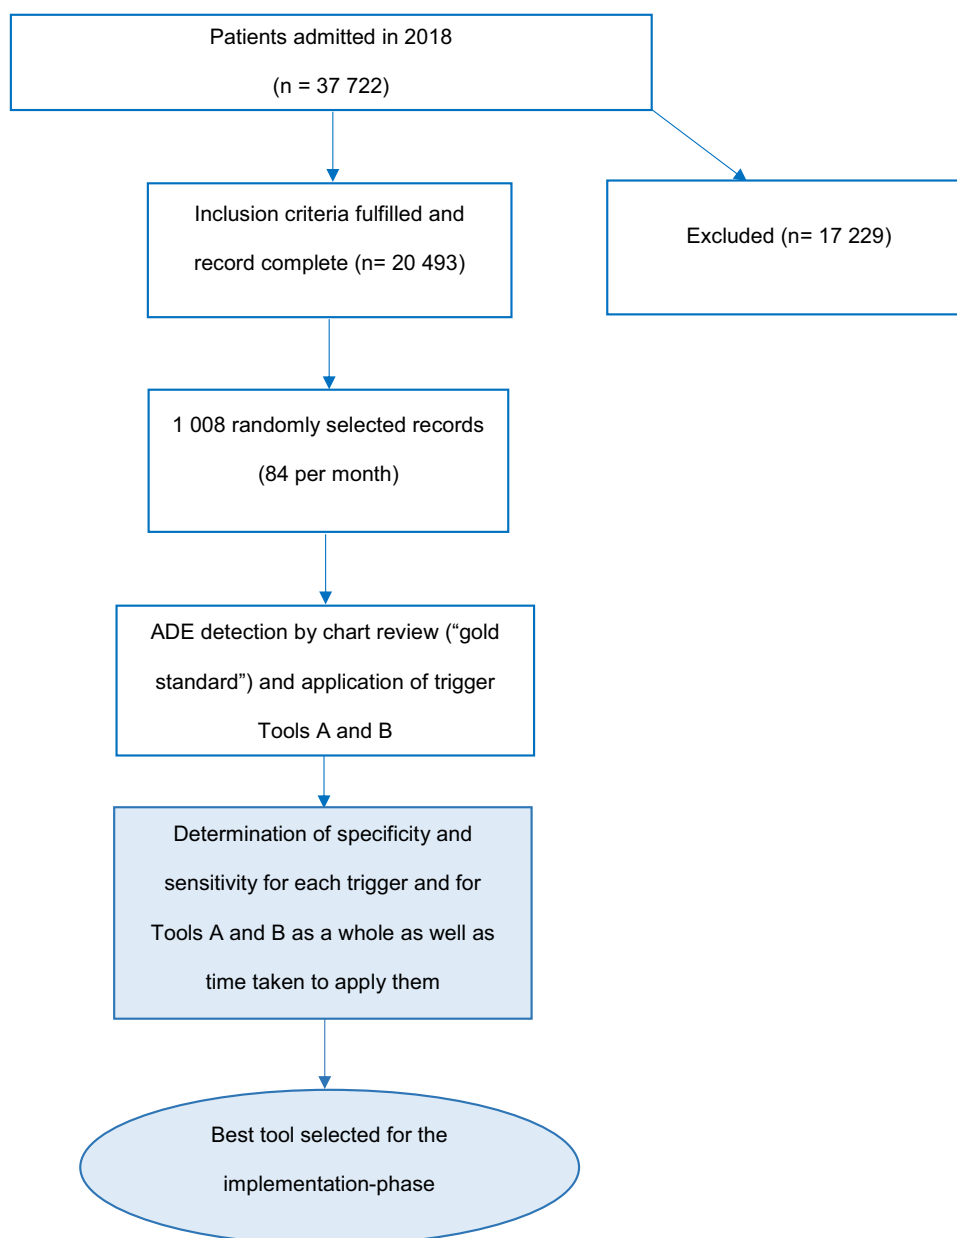 Patients admitted in 2018
(n = 37 722)
Inclusion criteria fulfilled and
record complete (n= 20 493)
Excluded (n= 17 229)
1 008 randomly selected records
(84 per month)
ADE detection by chart review (“gold
standard”) and application of trigger
Tools A and B
Determination of specificity and
sensitivity for each trigger and for
Tools A and B as a whole as well as
time taken to apply them
Best tool selected for the
implementation-phase